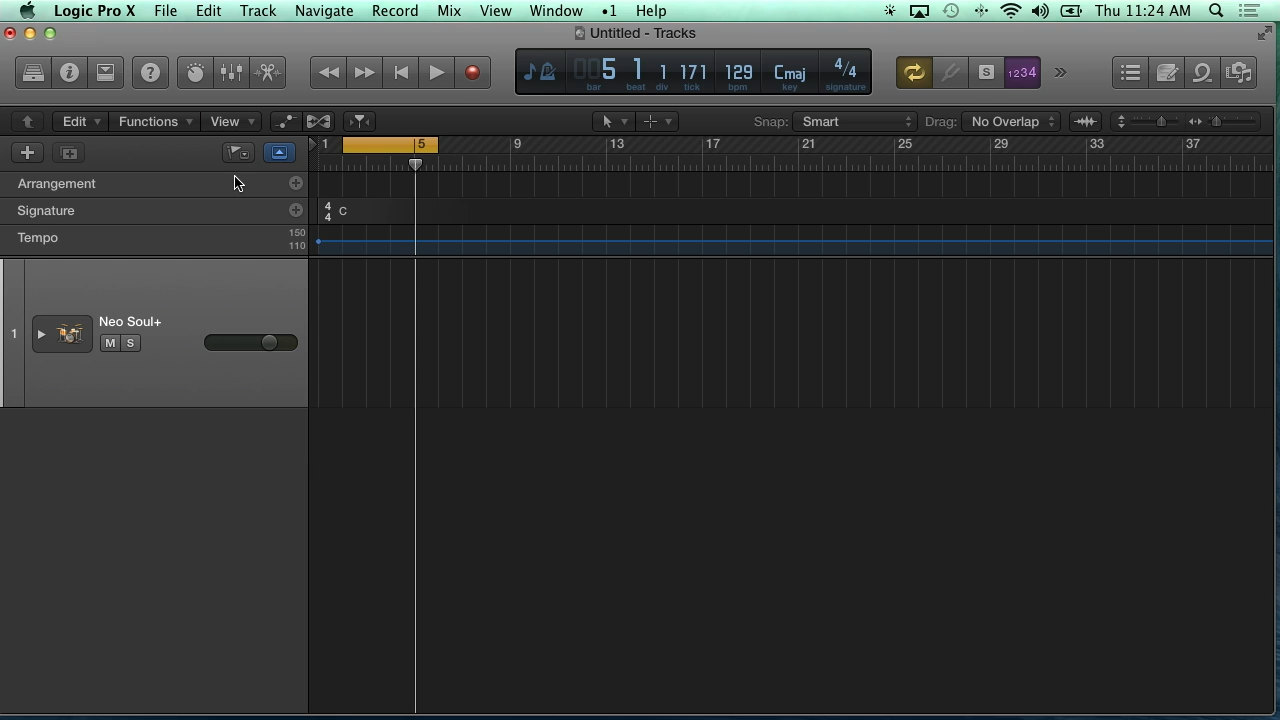 Logic Pro X File Edit Track Navigate Record Mix View Window •1 Help Thu 11:24 AM
Untitled - Tracks
005 1 1 171 129 Cmaj 4/4
bar beat div tick bpm key signature
S 1234
Edit Functions View Snap: Smart Drag: No Overlap
1 5 9 13 17 21 25 29 33 37
Arrangement
Signature 4/4 C
Tempo 150
110
1 Neo Soul+
M S